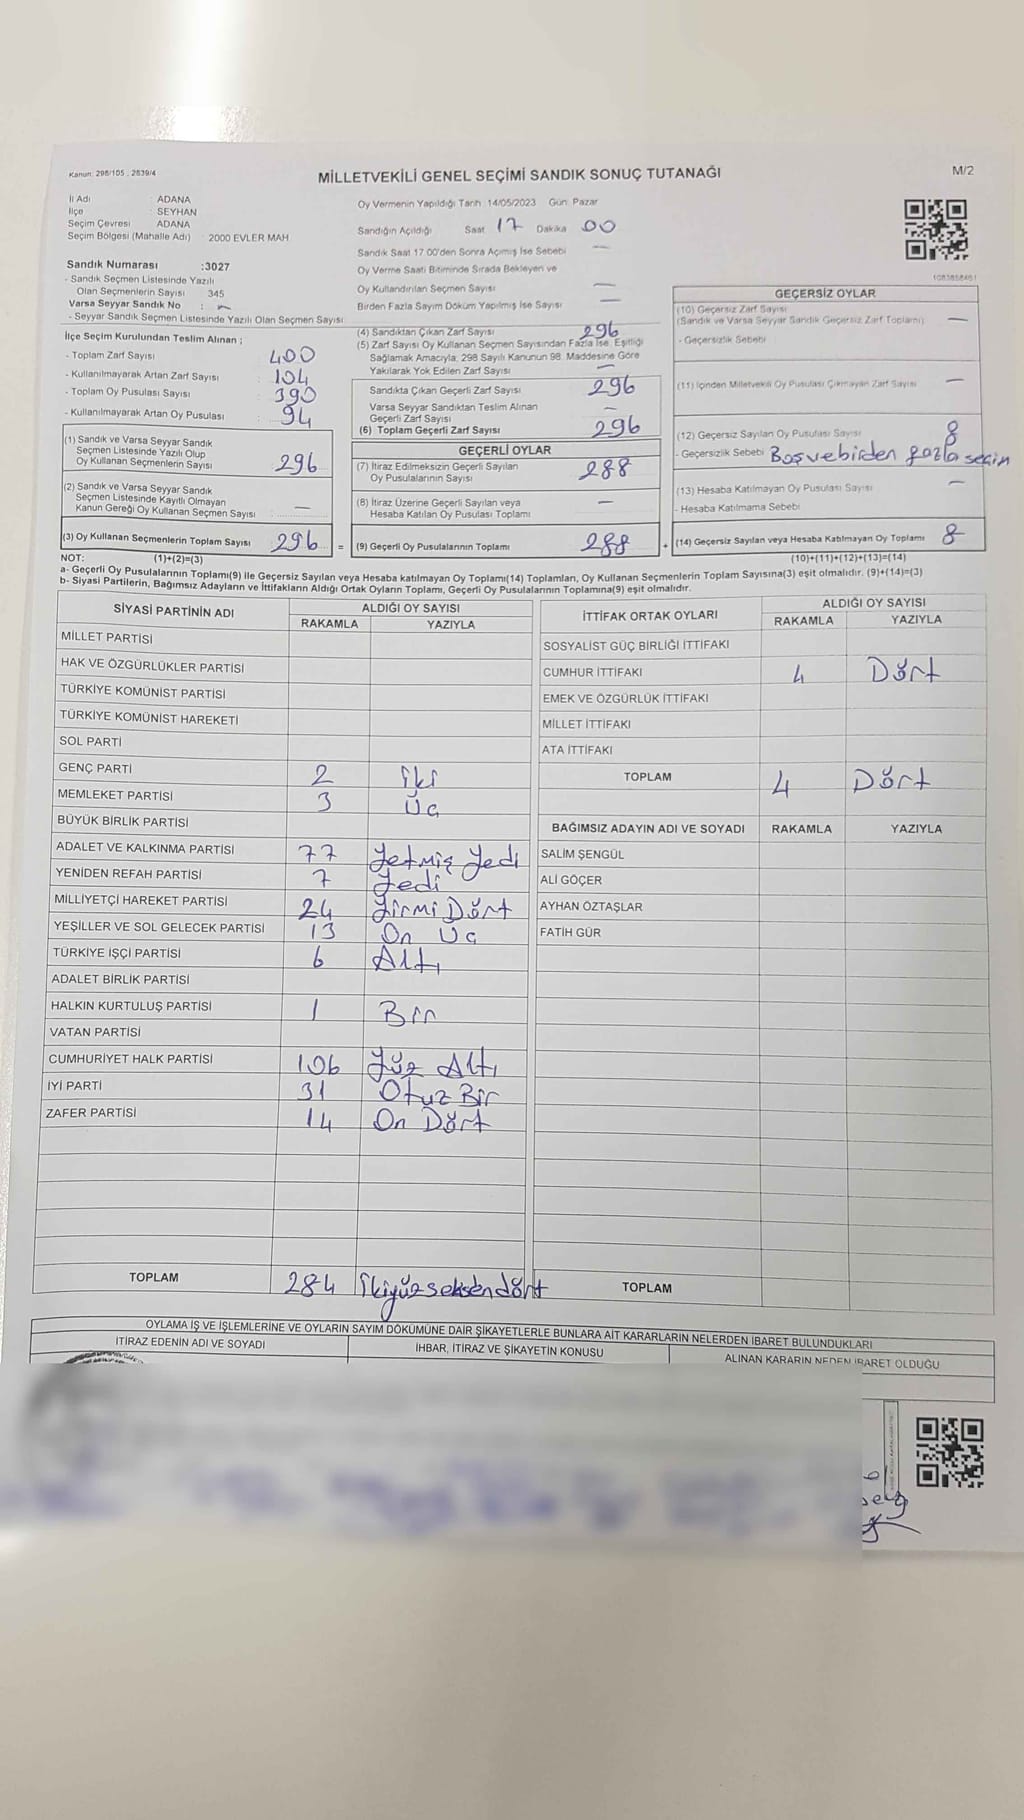 Kanun: 298/105 , 2839/4
MİLLETVEKİLİ GENEL SEÇİMİ SANDIK SONUÇ TUTANAĞI
M/2
İl Adı ADANA
İlçe SEYHAN
Seçim Çevresi ADANA
Seçim Bölgesi (Mahalle Adı) 2000 EVLER MAH.
Sandık Numarası :3027
- Sandık Seçmen Listesinde Yazılı
Olan Seçmenlerin Sayısı 345
Varsa Seyyar Sandık No : -
- Seyyar Sandık Listesinde Yazılı Olan Seçmen Sayısı:
İlçe Seçim Kurulundan Teslim Alınan ;
- Toplam Zarf Sayısı 400
- Kullanılmayarak Artan Zarf Sayısı : 104
- Toplam Oy Pusulası Sayısı : 390
- Kullanılmayarak Artan Oy Pusulası : 94
(1) Sandık ve Varsa Seyyar Sandık
Seçmen Listesinde Yazılı Olup
Oy Kullanan Seçmenlerin Sayısı 296
(2) Sandık ve Varsa Seyyar Sandık
Seçmen Listesinde Kayıtlı Olmayan
Kanun Gereği Oy Kullanan Seçmen Sayısı —
(3) Oy Kullanan Seçmenlerin Toplam Sayısı 296 =
Oy Vermenin Yapıldığı Tarih: 14/05/2023 Gün: Pazar
Sandığın Açıldığı Saat 17 Dakika 00
Sandık Saat 17:00'den Sonra Açılmış İse Sebebi —
Oy Verme Saati Bitiminde Sırada Bekleyen ve
Oy Kullandırılan Seçmen Sayısı —
Birden Fazla Sayım Döküm Yapılmış İse Sayısı —
(4) Sandıktan Çıkan Zarf Sayısı 296
(5) Zarf Sayısı Oy Kullanan Seçmen Sayısından Fazla İse, Eşitliği
Sağlamak Amacıyla; 298 Sayılı Kanunun 98. Maddesine Göre
Yakılarak Yok Edilen Zarf Sayısı —
Sandıkta Çıkan Geçerli Zarf Sayısı 296
Varsa Seyyar Sandıktan Teslim Alınan
Geçerli Zarf Sayısı —
(6) Toplam Geçerli Zarf Sayısı 296
GEÇERLİ OYLAR
(7) İtiraz Edilmeksizin Geçerli Sayılan
Oy Pusulalarının Sayısı 288
(8) İtiraz Üzerine Geçerli Sayılan veya
Hesaba Katılan Oy Pusulası Toplamı —
(9) Geçerli Oy Pusulalarının Toplamı 288 +
GEÇERSİZ OYLAR
(10) Geçersiz Zarf Sayısı
(Sandık ve Varsa Seyyar Sandık Geçersiz Zarf Toplamı) —
- Geçersizlik Sebebi
(11) İçinden Milletvekili Oy Pusulası Çıkmayan Zarf Sayısı —
(12) Geçersiz Sayılan Oy Pusulası Sayısı 8
- Geçersizlik Sebebi Boş ve birden fazla seçim
(13) Hesaba Katılmayan Oy Pusulası Sayısı —
- Hesaba Katılmama Sebebi
(14) Geçersiz Sayılan veya Hesaba Katılmayan Oy Toplamı 8
NOT: (1)+(2)=(3) (10)+(11)+(12)+(13)=(14)
a- Geçerli Oy Pusulalarının Toplamı(9) ile Geçersiz Sayılan veya Hesaba katılmayan Oy Toplamı(14) Toplamları, Oy Kullanan Seçmenlerin Toplam Sayısına(3) eşit olmalıdır. (9)+(14)=(3)
b- Siyasi Partilerin, Bağımsız Adayların ve İttifakların Aldığı Ortak Oyların Toplamı, Geçerli Oy Pusulalarının Toplamına(9) eşit olmalıdır.
SİYASİ PARTİNİN ADI ALDIĞI OY SAYISI
RAKAMLA YAZIYLA
MİLLET PARTİSİ
HAK VE ÖZGÜRLÜKLER PARTİSİ
TÜRKİYE KOMÜNİST PARTİSİ
TÜRKİYE KOMÜNİST HAREKETİ
SOL PARTİ
GENÇ PARTİ 2 İki
MEMLEKET PARTİSİ 3 Üç
BÜYÜK BİRLİK PARTİSİ
ADALET VE KALKINMA PARTİSİ 77 Yetmiş Yedi
YENİDEN REFAH PARTİSİ 7 Yedi
MİLLİYETÇİ HAREKET PARTİSİ 24 Yirmi Dört
YEŞİLLER VE SOL GELECEK PARTİSİ 13 On Üç
TÜRKİYE İŞÇİ PARTİSİ 6 Altı
ADALET BİRLİK PARTİSİ
HALKIN KURTULUŞ PARTİSİ 1 Bir
VATAN PARTİSİ
CUMHURİYET HALK PARTİSİ 106 Yüz Altı
İYİ PARTİ 31 Otuz Bir
ZAFER PARTİSİ 14 On Dört
TOPLAM 284 İkiyüzseksendört
İTTİFAK ORTAK OYLARI ALDIĞI OY SAYISI
RAKAMLA YAZIYLA
SOSYALİST GÜÇ BİRLİĞİ İTTİFAKI
CUMHUR İTTİFAKI 4 Dört
EMEK VE ÖZGÜRLÜK İTTİFAKI
MİLLET İTTİFAKI
ATA İTTİFAKI
TOPLAM 4 Dört
BAĞIMSIZ ADAYIN ADI VE SOYADI RAKAMLA YAZIYLA
SALİM ŞENGÜL
ALİ GÖÇER
AYHAN ÖZTAŞLAR
FATİH GÜR
TOPLAM
OYLAMA İŞ VE İŞLEMLERİNE VE OYLARIN SAYIM DÖKÜMÜNE DAİR ŞİKAYETLERLE BUNLARA AİT KARARLARIN NELERDEN İBARET BULUNDUKLARI
İTİRAZ EDENİN ADI VE SOYADI İHBAR, İTİRAZ VE ŞİKAYETİN KONUSU ALINAN KARARIN NEDEN İBARET OLDUĞU